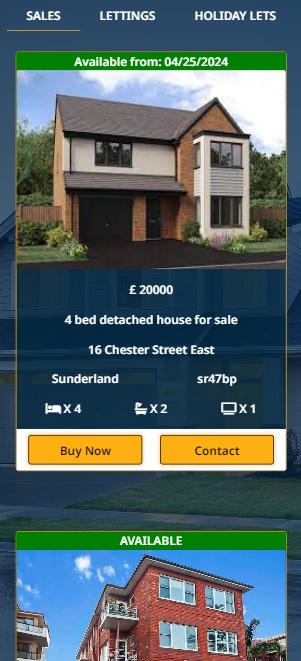 SALES LETTINGS HOLIDAY LETS
Available from: 04/25/2024
£ 20000
4 bed detached house for sale
16 Chester Street East
Sunderland sr47bp
X 4 X 2 X 1
Buy Now Contact
AVAILABLE